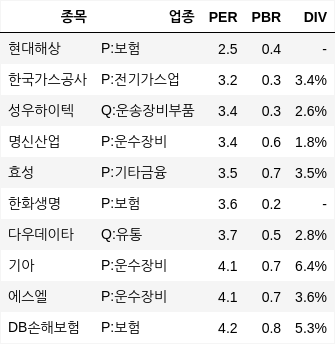 종목 업종 PER PBR DIV
현대해상 P:보험 2.5 0.4 -
한국가스공사 P:전기가스업 3.2 0.3 3.4%
성우하이텍 Q:운송장비부품 3.4 0.3 2.6%
명신산업 P:운수장비 3.4 0.6 1.8%
효성 P:기타금융 3.5 0.7 3.5%
한화생명 P:보험 3.6 0.2 -
다우데이타 Q:유통 3.7 0.5 2.8%
기아 P:운수장비 4.1 0.7 6.4%
에스엘 P:운수장비 4.1 0.7 3.6%
DB손해보험 P:보험 4.2 0.8 5.3%